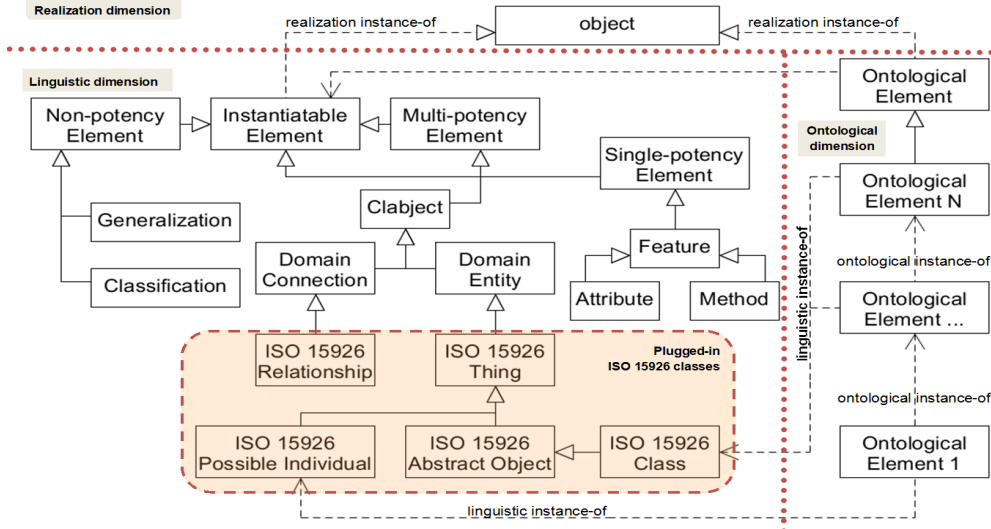 Realization dimension
realization instance-of
object
realization instance-of
Linguistic dimension
Non-potency
Element
Instantiatable
Element
Multi-potency
Element
Ontological
Element
Ontological
dimension
Single-potency
Element
Ontological
Element N
Clabject
Generalization
Feature
Domain
Connection
Domain
Entity
ontological instance-of
Classification
Attribute
Method
Ontological
Element ...
linguistic instance-of
ISO 15926
Relationship
ISO 15926
Thing
Plugged-in
ISO 15926 classes
ontological instance-of
ISO 15926
Possible Individual
ISO 15926
Abstract Object
ISO 15926
Class
Ontological
Element 1
linguistic instance-of